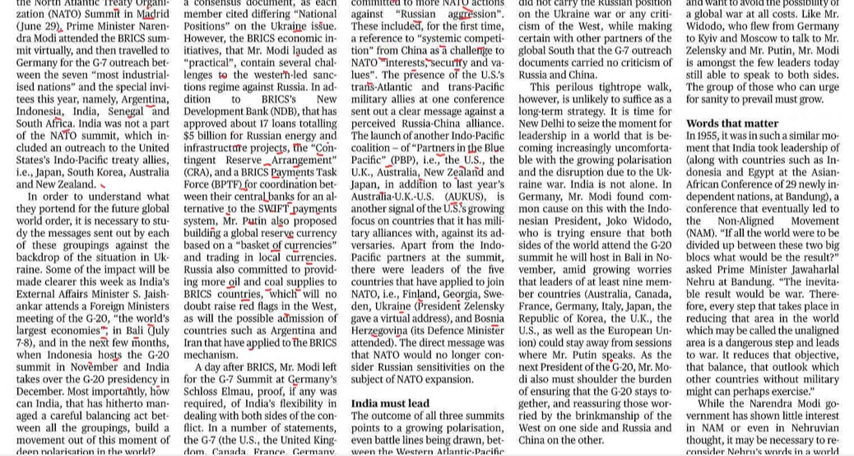 the North Atlantic Treaty Organi-
zation (NATO) Summit in Madrid
(June 29), Prime Minister Naren-
dra Modi attended the BRICS sum-
mit virtually, and then travelled to
Germany for the G-7 outreach bet-
ween the seven "most industrial-
ised nations" and the special invi-
tees this year, namely, Argentina,
Indonesia, India, Senegal and
South Africa. India was not a part
of the NATO summit, which in-
cluded an outreach to the United
States's Indo-Pacific treaty allies,
i.e., Japan, South Korea, Australia
and New Zealand.
In order to understand what
they portend for the future global
world order, it is necessary to stu-
dy the messages sent out by each
of these groupings against the
backdrop of the situation in Uk-
raine. Some of the impact will be
made clearer this week as India's
External Affairs Minister S. Jaish-
ankar attends a Foreign Ministers
meeting of the G-20, "the world's
largest economies", in Bali (July
7-8), and in the next few months,
when Indonesia hosts the G-20
summit in November and India
takes over the G-20 presidency in
December. Most importantly, how
can India, that has hitherto man-
aged a careful balancing act bet-
ween all the groupings, build a
movement out of this moment of
deep polarisation in the world?
a consensus document, as each
member cited differing "National
Positions" on the Ukraine issue.
However, the BRICS economic in-
itiatives, that Mr. Modi lauded as
"practical", contain several chal-
lenges to the western-led sanc-
tions regime against Russia. In ad-
dition to BRICS's New
Development Bank (NDB), that has
approved about 17 loans totalling
$5 billion for Russian energy and
infrastructure projects, the "Con-
tingent Reserve Arrangement"
(CRA), and a BRICS Payments Task
Force (BPTF) for coordination bet-
ween their central banks for an al-
ternative to the SWIFT payments
system, Mr. Putin also proposed
building a global reserve currency
based on a "basket of currencies"
and trading in local currencies.
Russia also committed to provid-
ing more oil and coal supplies to
BRICS countries, which will no
doubt raise red flags in the West,
as will the possible admission of
countries such as Argentina and
Iran that have applied to the BRICS
mechanism.
A day after BRICS, Mr. Modi left
for the G-7 Summit at Germany's
Schloss Elmau, proof, if any was
required, of India's flexibility in
dealing with both sides of the con-
flict. In a number of statements,
the G-7 (the U.S., the United King-
dom, Canada, France, Germany,
committed to more NATO actions
against "Russian aggression".
These included, for the first time,
a reference to "systemic competi-
tion" from China as a challenge to
NATO "interests, security and va-
lues". The presence of the U.S.'s
trans-Atlantic and trans-Pacific
military allies at one conference
sent out a clear message against a
perceived Russia-China alliance.
The launch of another Indo-Pacific
coalition – of "Partners in the Blue
Pacific" (PBP), i.e., the U.S., the
U.K., Australia, New Zealand and
Japan, in addition to last year's
Australia-U.K.-U.S. (AUKUS), is
another signal of the U.S.'s growing
focus on countries that it has mili-
tary alliances with, against its ad-
versaries. Apart from the Indo-
Pacific partners at the summit,
there were leaders of the five
countries that have applied to join
NATO, i.e., Finland, Georgia, Swe-
den, Ukraine (President Zelensky
gave a virtual address), and Bosnia
Herzegovina (its Defence Minister
attended). The direct message was
that NATO would no longer con-
sider Russian sensitivities on the
subject of NATO expansion.
India must lead
The outcome of all three summits
points to a growing polarisation,
even battle lines being drawn, bet-
ween the Western Atlantic-Pacific
did not carry the Russian position
on the Ukraine war or any criti-
cism of the West, while making
certain with other partners of the
global South that the G-7 outreach
documents carried no criticism of
Russia and China.
This perilous tightrope walk,
however, is unlikely to suffice as a
long-term strategy. It is time for
New Delhi to seize the moment for
leadership in a world that is be-
coming increasingly uncomforta-
ble with the growing polarisation
and the disruption due to the Uk-
raine war. India is not alone. In
Germany, Mr. Modi found com-
mon cause on this with the Indo-
nesian President, Joko Widodo,
who is trying ensure that both
sides of the world attend the G-20
summit he will host in Bali in No-
vember, amid growing worries
that leaders of at least nine mem-
ber countries (Australia, Canada,
France, Germany, Italy, Japan, the
Republic of Korea, the U.K., the
U.S., as well as the European Un-
ion) could stay away from sessions
where Mr. Putin speaks. As the
next President of the G-20, Mr. Mo-
di also must shoulder the burden
of ensuring that the G-20 stays to-
gether, and reassuring those wor-
ried by the brinkmanship of the
West on one side and Russia and
China on the other.
and want to avoid the possibility of
a global war at all costs. Like Mr.
Widodo, who flew from Germany
to Kyiv and Moscow to talk to Mr.
Zelensky and Mr. Putin, Mr. Modi
is amongst the few leaders today
still able to speak to both sides.
The group of those who can urge
for sanity to prevail must grow.
Words that matter
In 1955, it was in such a similar mo-
ment that India took leadership of
(along with countries such as In-
donesia and Egypt at the Asian-
African Conference of 29 newly in-
dependent nations, at Bandung), a
conference that eventually led to
the Non-Aligned Movement
(NAM). "If all the world were to be
divided up between these two big
blocs what would be the result?"
asked Prime Minister Jawaharlal
Nehru at Bandung. "The inevita-
ble result would be war. There-
fore, every step that takes place in
reducing that area in the world
which may be called the unaligned
area is a dangerous step and leads
to war. It reduces that objective,
that balance, that outlook which
other countries without military
might can perhaps exercise."
While the Narendra Modi go-
vernment has shown little interest
in NAM or even in Nehruvian
thought, it may be necessary to re-
consider Nehru's words in a world